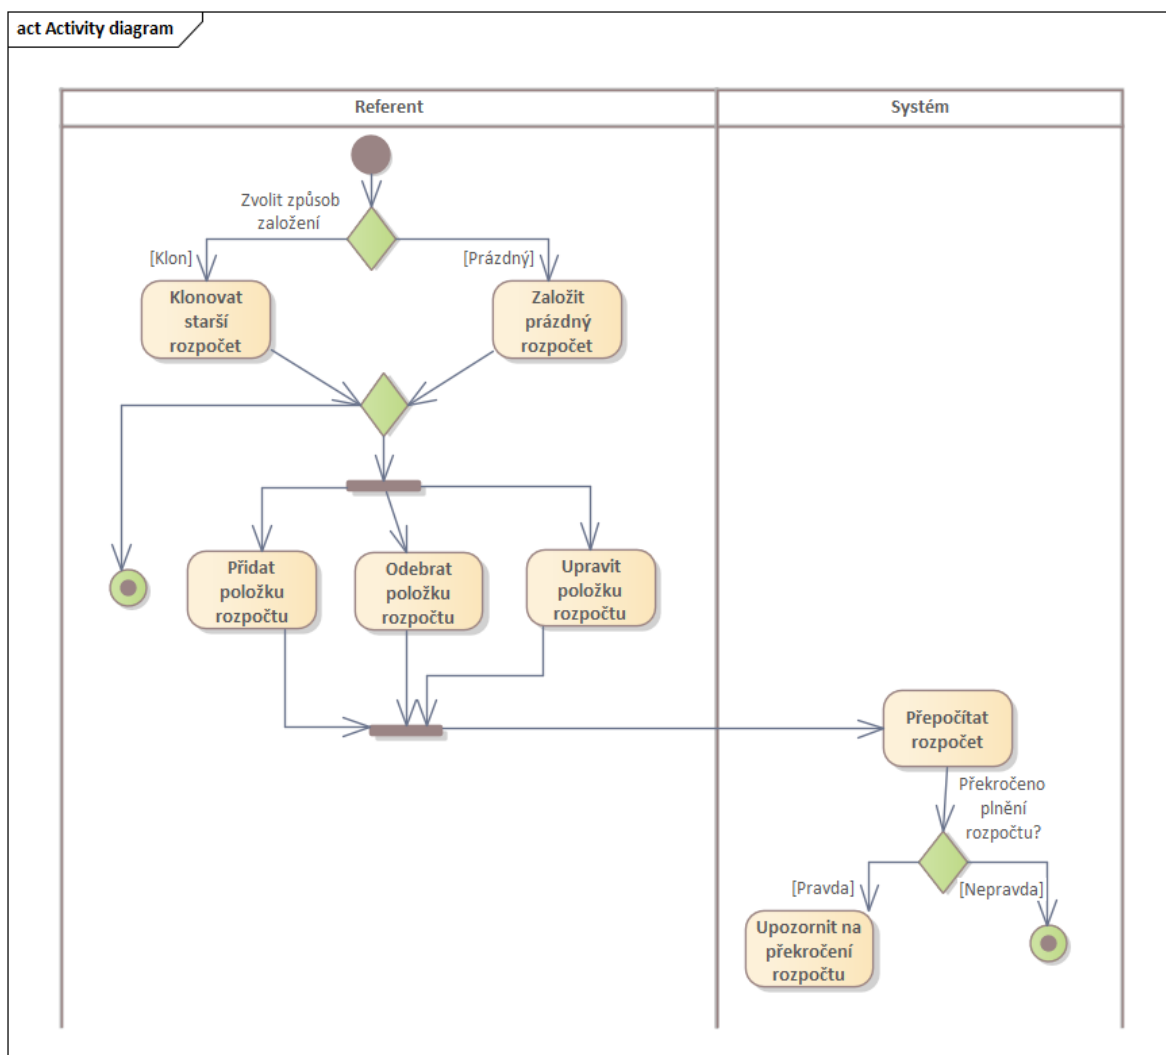 act Activity diagram
Referent
Systém
Zvolit způsob
založení
[Klon]
[Prázdný]
Klonovat
starší
rozpočet
Založit
prázdný
rozpočet
Přidat
položku
rozpočtu
Odebrat
položku
rozpočtu
Upravit
položku
rozpočtu
Přepočítat
rozpočet
Překročeno
plnění
rozpočtu?
[Pravda]
[Nepravda]
Upozornit na
překročení
rozpočtu